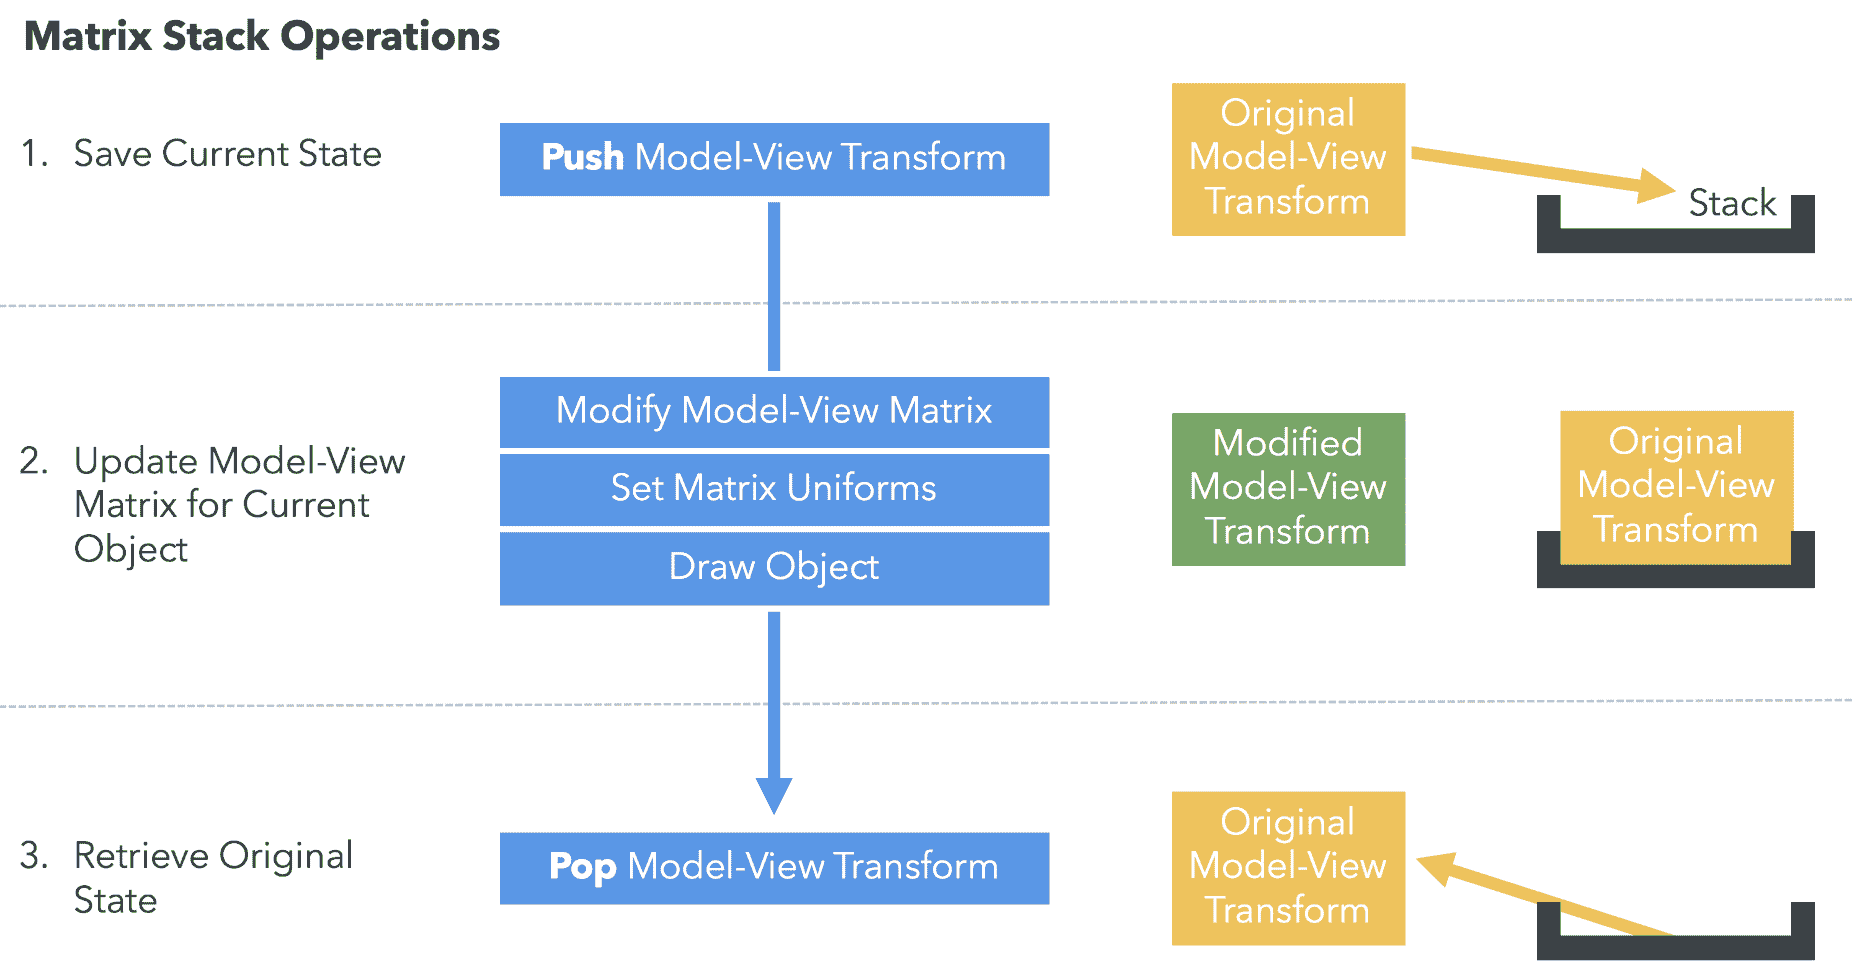 Matrix Stack Operations
1. Save Current State
Push Model-View Transform
Original
Model-View
Transform
Stack
2. Update Model-View
Matrix for Current
Object
Modify Model-View Matrix
Set Matrix Uniforms
Draw Object
Modified
Model-View
Transform
Original
Model-View
Transform
3. Retrieve Original
State
Pop Model-View Transform
Original
Model-View
Transform